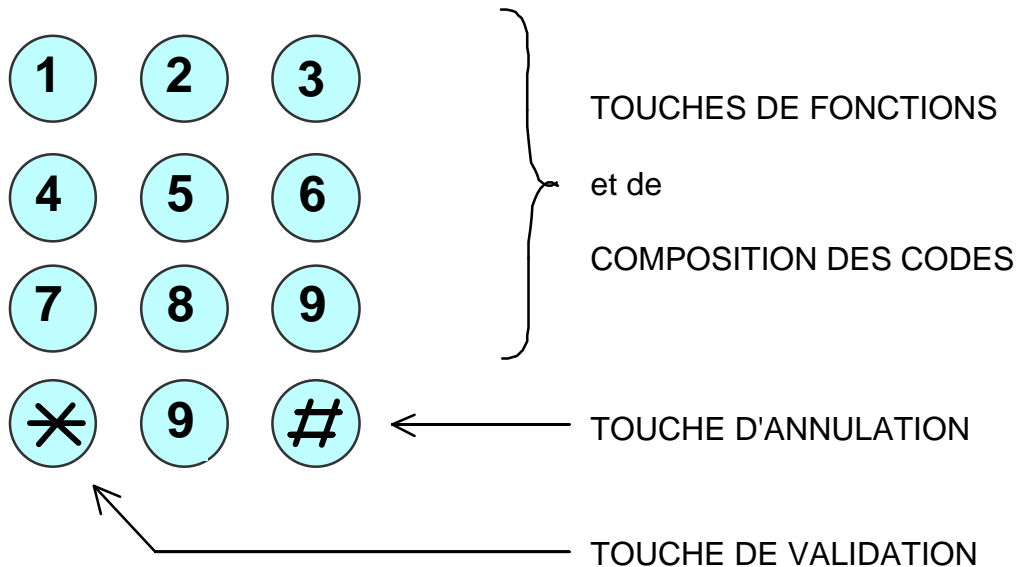 1 2 3
TOUCHES DE FONCTIONS
4 5 6
et de
COMPOSITION DES CODES
7 8 9
* 9 #
TOUCHE D'ANNULATION
TOUCHE DE VALIDATION